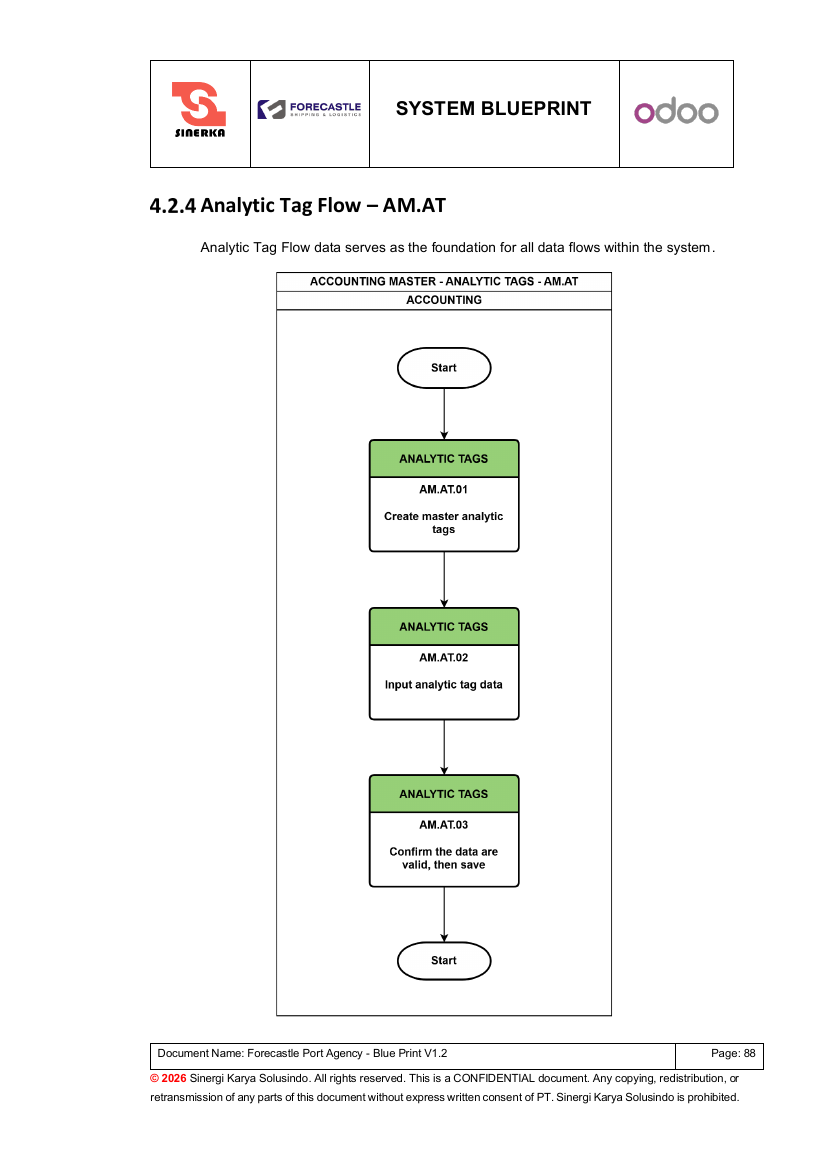 SINERKA
FORECASTLE
SHIPPING & LOGISTICS
SYSTEM BLUEPRINT
odoo
4.2.4 Analytic Tag Flow – AM.AT
Analytic Tag Flow data serves as the foundation for all data flows within the system.
ACCOUNTING MASTER - ANALYTIC TAGS - AM.AT
ACCOUNTING
Start
ANALYTIC TAGS
AM.AT.01
Create master analytic
tags
ANALYTIC TAGS
AM.AT.02
Input analytic tag data
ANALYTIC TAGS
AM.AT.03
Confirm the data are
valid, then save
Start
Document Name: Forecastle Port Agency - Blue Print V1.2
Page: 88
© 2026 Sinergi Karya Solusindo. All rights reserved. This is a CONFIDENTIAL document. Any copying, redistribution, or
retransmission of any parts of this document without express written consent of PT. Sinergi Karya Solusindo is prohibited.